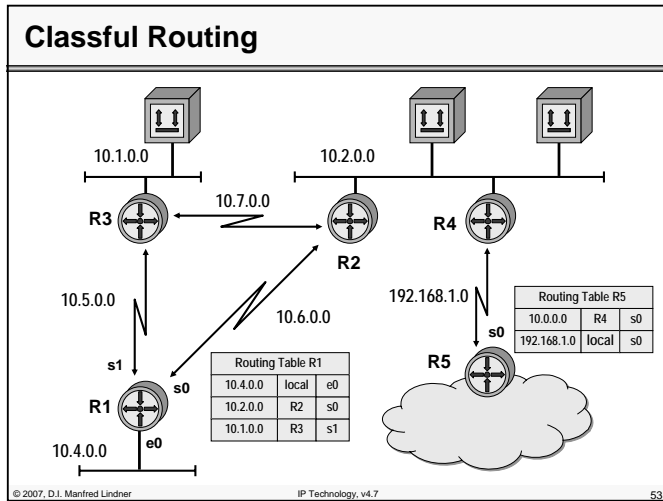 Classful Routing
10.1.0.0
10.2.0.0
10.7.0.0
R3
R4
R2
10.5.0.0
10.6.0.0
192.168.1.0
Routing Table R5
10.0.0.0 R4 s0
192.168.1.0 local s0
s0
R5
s1
s0
Routing Table R1
10.4.0.0 local e0
10.2.0.0 R2 s0
10.1.0.0 R3 s1
R1
e0
10.4.0.0
© 2007, D.I. Manfred Lindner IP Technology, v4.7 53